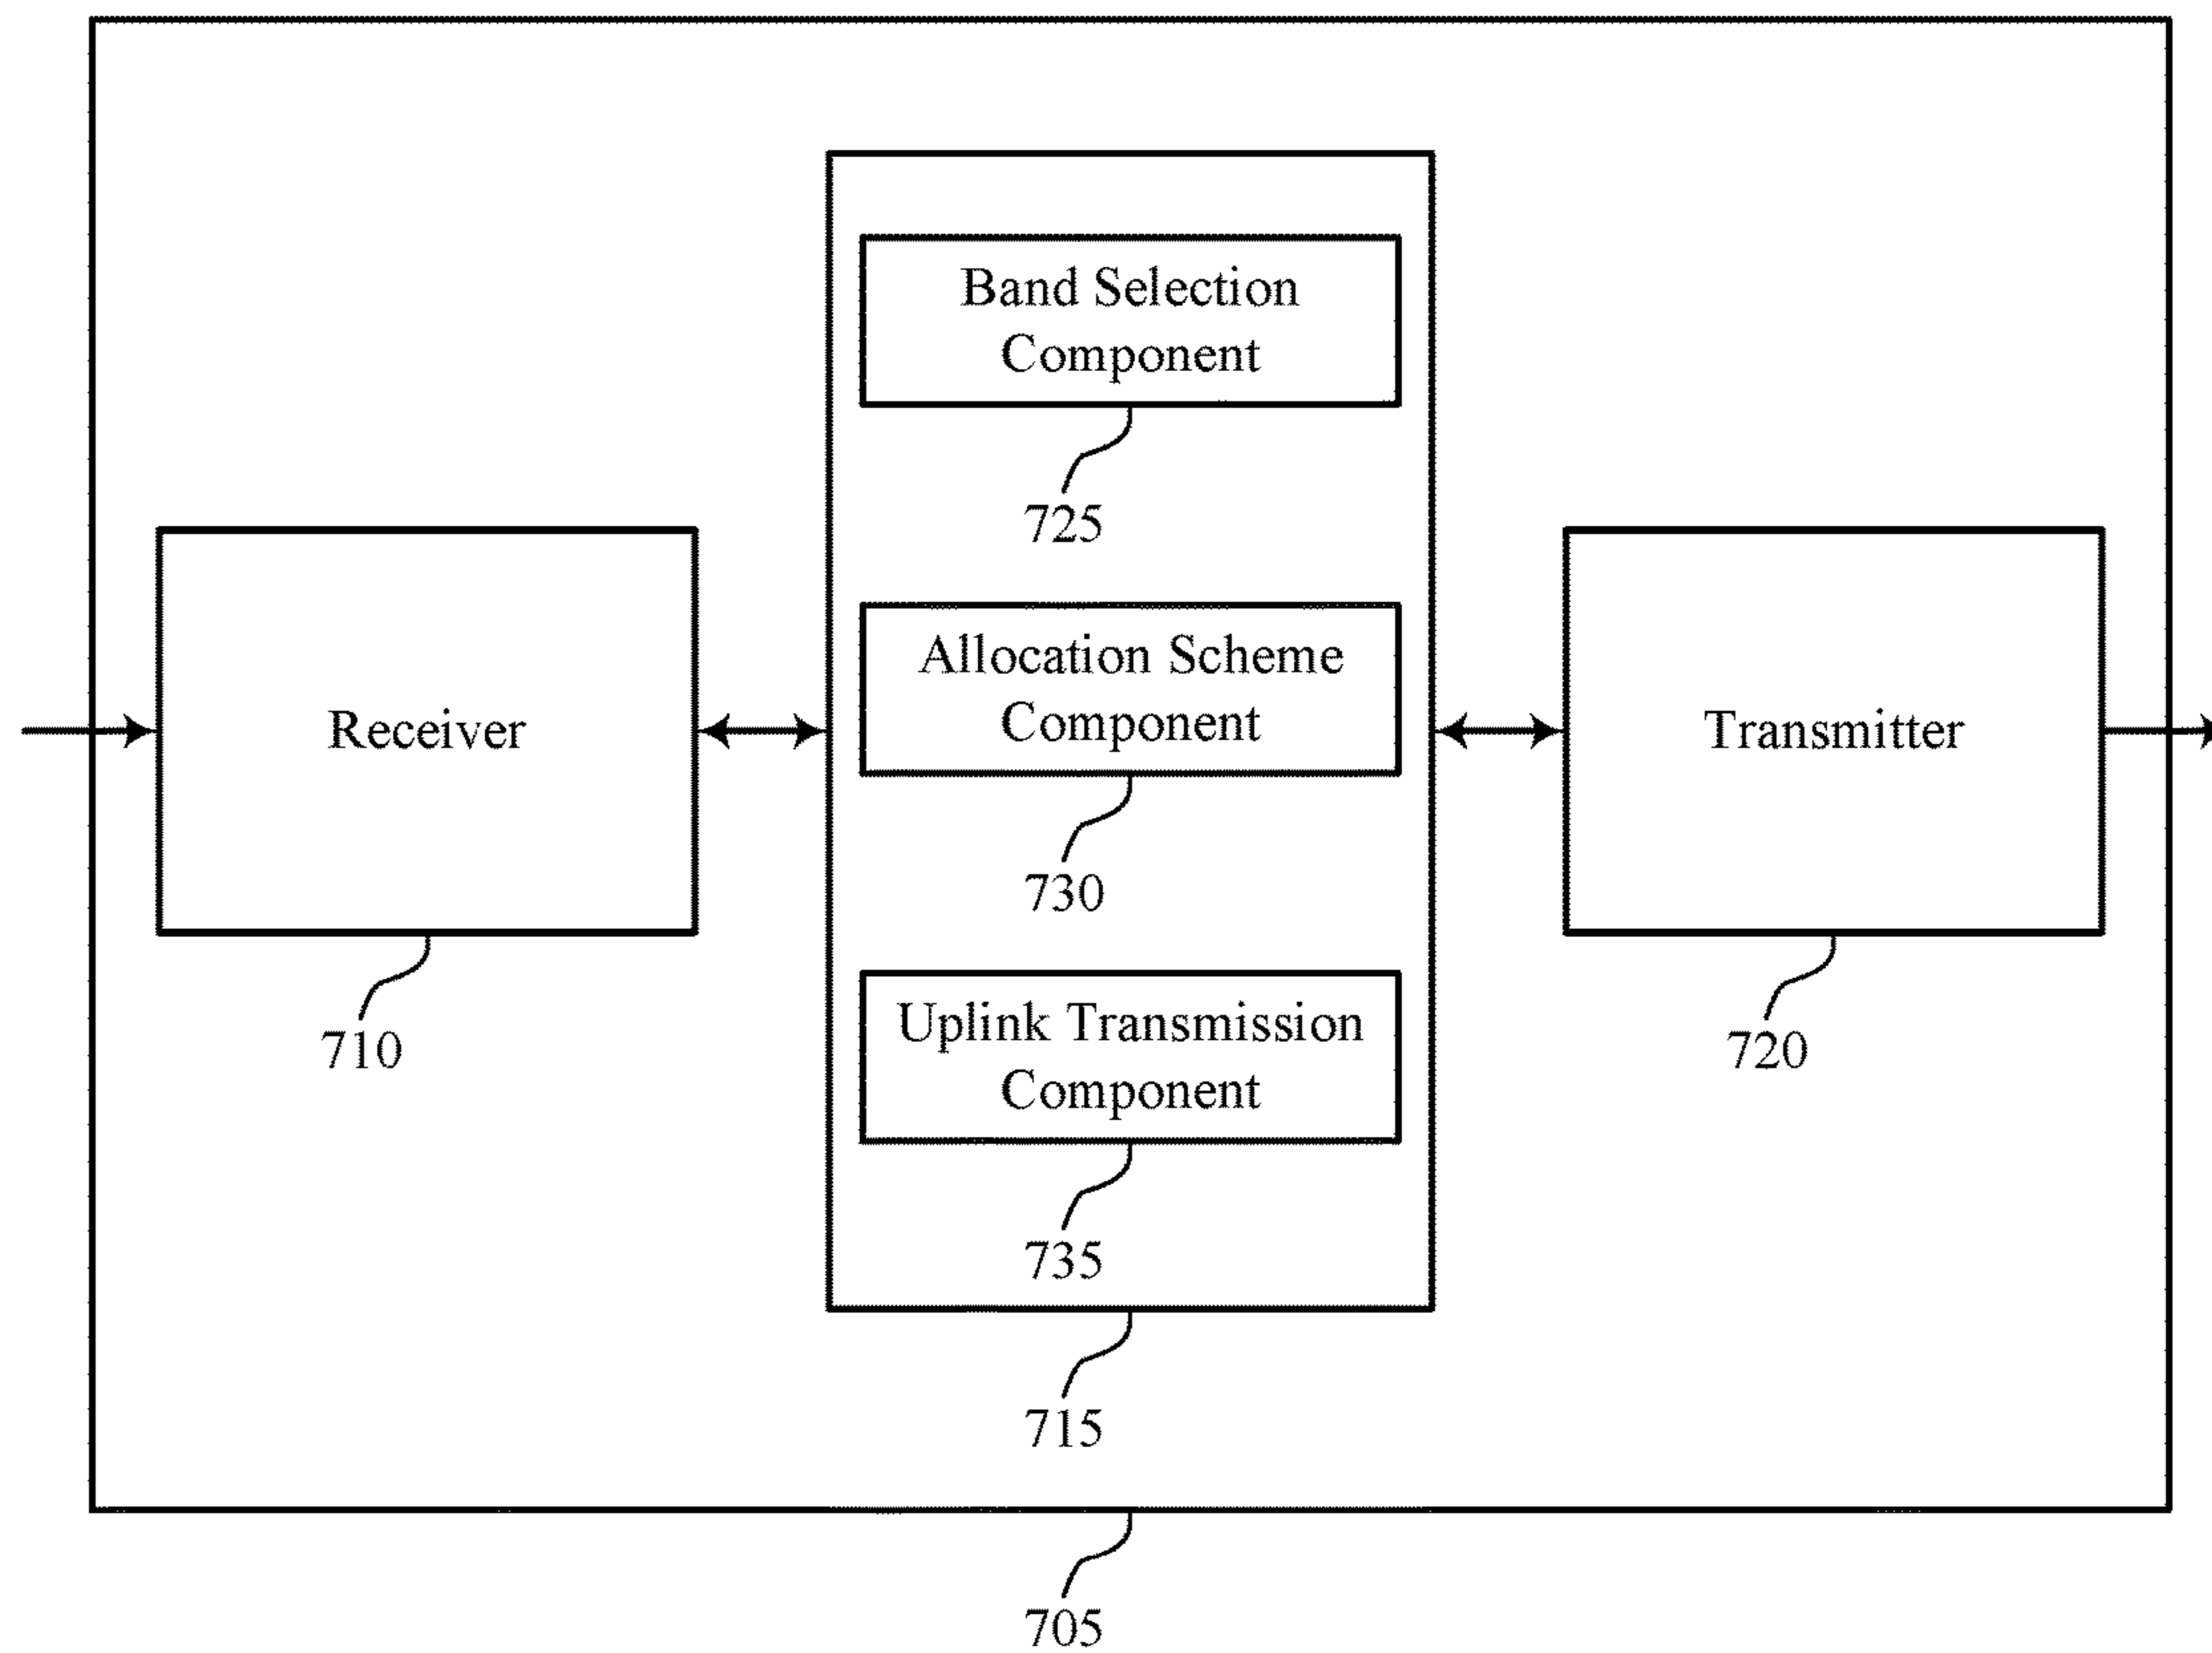 Band Selection
Component
725
Receiver
710
Allocation Scheme
Component
730
Uplink Transmission
Component
735
715
Transmitter
720
705